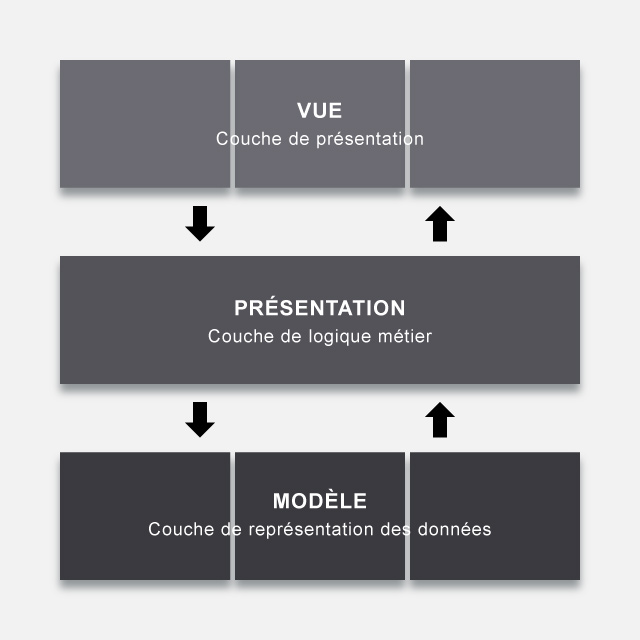 VUE
Couche de présentation
PRÉSENTATION
Couche de logique métier
MODÈLE
Couche de représentation des données